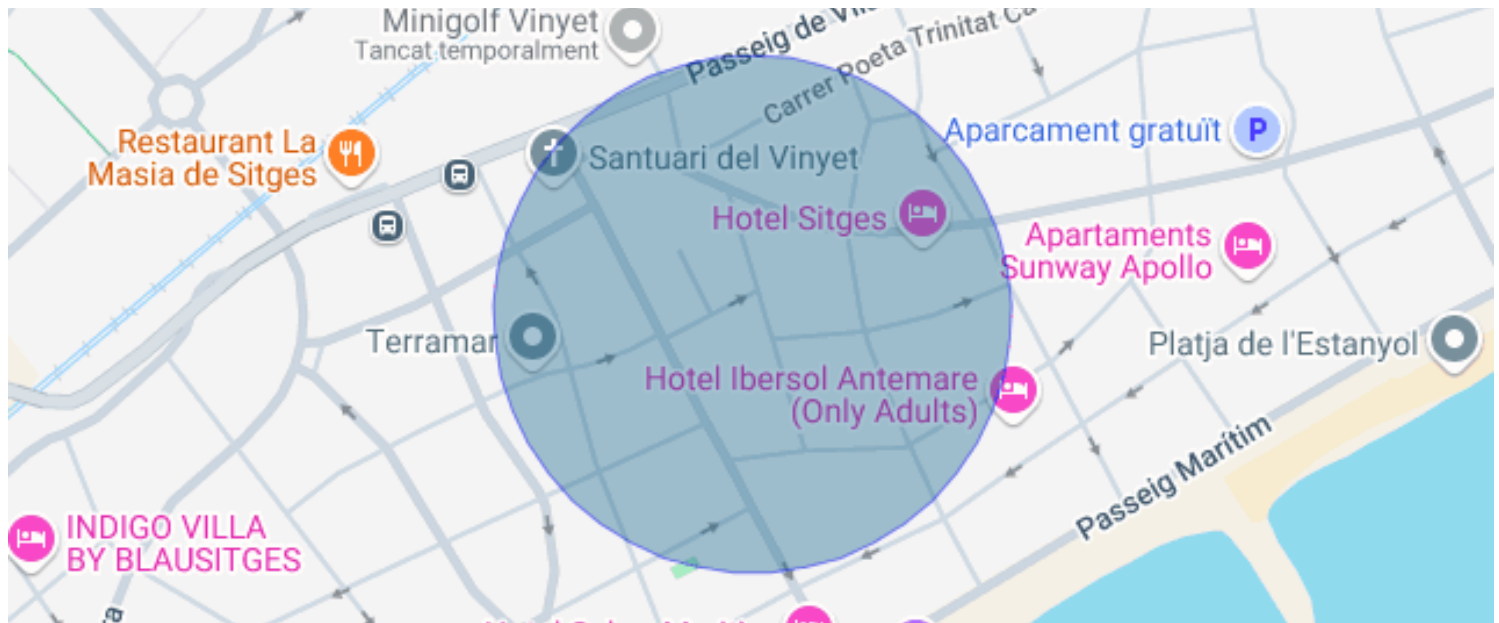 Minigolf Vinyet
Tancat temporalment
Passeig de Vila
Carrer Poeta Trinitat Ca
Restaurant La
Masia de Sitges
Santuari del Vinyet
Aparcament gratuït
P
Hotel Sitges
Apartaments
Sunway Apollo
Terramar
Platja de l'Estanyol
Hotel Ibersol Antemare
(Only Adults)
Passeig Marítim
INDIGO VILLA
BY BLAUSITGES